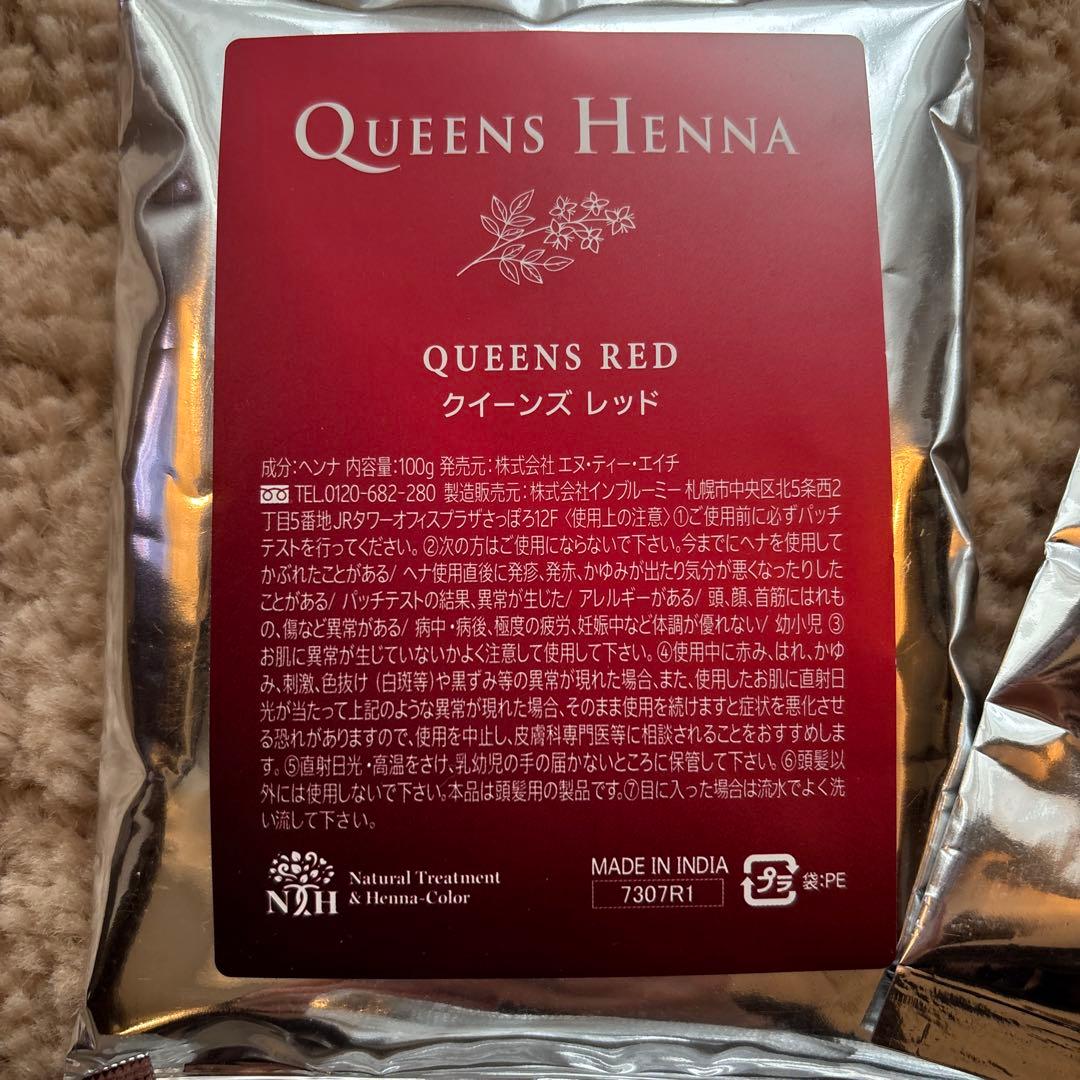 QUEENS HENNA
QUEENS RED
クイーンズ レッド
成分:ヘンナ 内容量:100g 発売元:株式会社 エヌ・ティー・エイチ
TEL.0120-682-280 製造販売元:株式会社インブルーミー 札幌市中央区北5条西2
丁目5番地JRタワーオフィスプラザさっぽろ12F〈使用上の注意〉①ご使用前に必ずパッチ
テストを行ってください。②次の方はご使用にならないで下さい。今までにヘナを使用して
かぶれたことがある/ ヘナ使用直後に発疹、発赤、かゆみが出たり気分が悪くなったりした
ことがある/ パッチテストの結果、異常が生じた/ アレルギーがある/ 頭、顔、首筋にはれも
の、傷など異常がある/ 病中・病後、極度の疲労、妊娠中など体調が優れない/ 幼小児 ③
お肌に異常が生じていないかよく注意して使用して下さい。④使用中に赤み、はれ、かゆ
み、刺激、色抜け (白斑等)や黒ずみ等の異常が現れた場合、また、使用したお肌に直射日
光が当たって上記のような異常が現れた場合、そのまま使用を続けますと症状を悪化させ
る恐れがありますので、使用を中止し、皮膚科専門医等に相談されることをおすすめしま
す。⑤直射日光・高温をさけ、乳幼児の手の届かないところに保管して下さい。⑥頭髪以
外には使用しないで下さい。本品は頭髪用の製品です。⑦目に入った場合は流水でよく洗
い流して下さい。
NTH Natural Treatment
& Henna-Color
MADE IN INDIA
7307R1
プラ 袋:PE